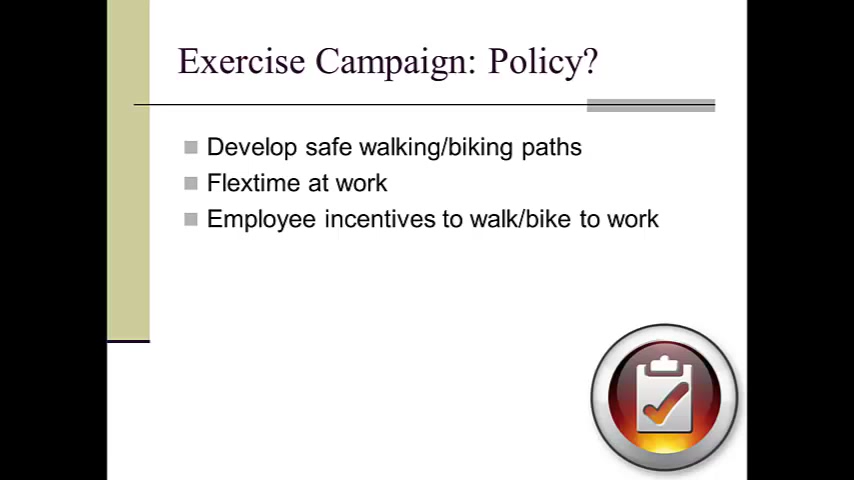 Exercise Campaign: Policy?
Develop safe walking/biking paths
Flextime at work
Employee incentives to walk/bike to work